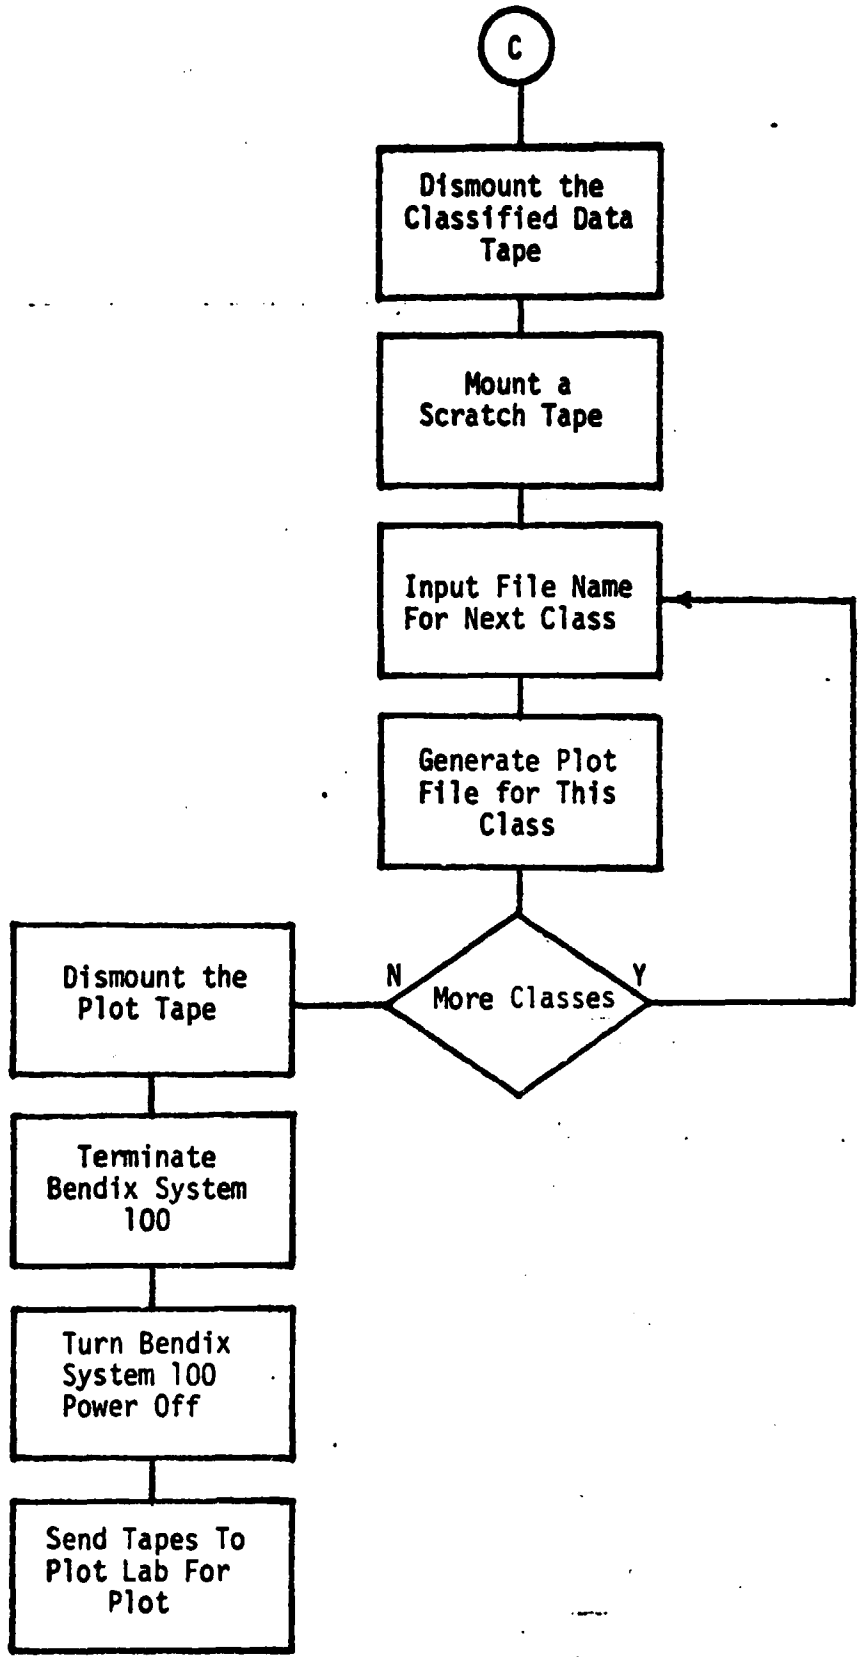 C
Dismount the
Classified Data
Tape
Mount a
Scratch Tape
Input File Name
For Next Class
Generate Plot
File for This
Class
N
More Classes
Y
Dismount the
Plot Tape
Terminate
Bendix System
100
Turn Bendix
System 100
Power Off
Send Tapes To
Plot Lab For
Plot